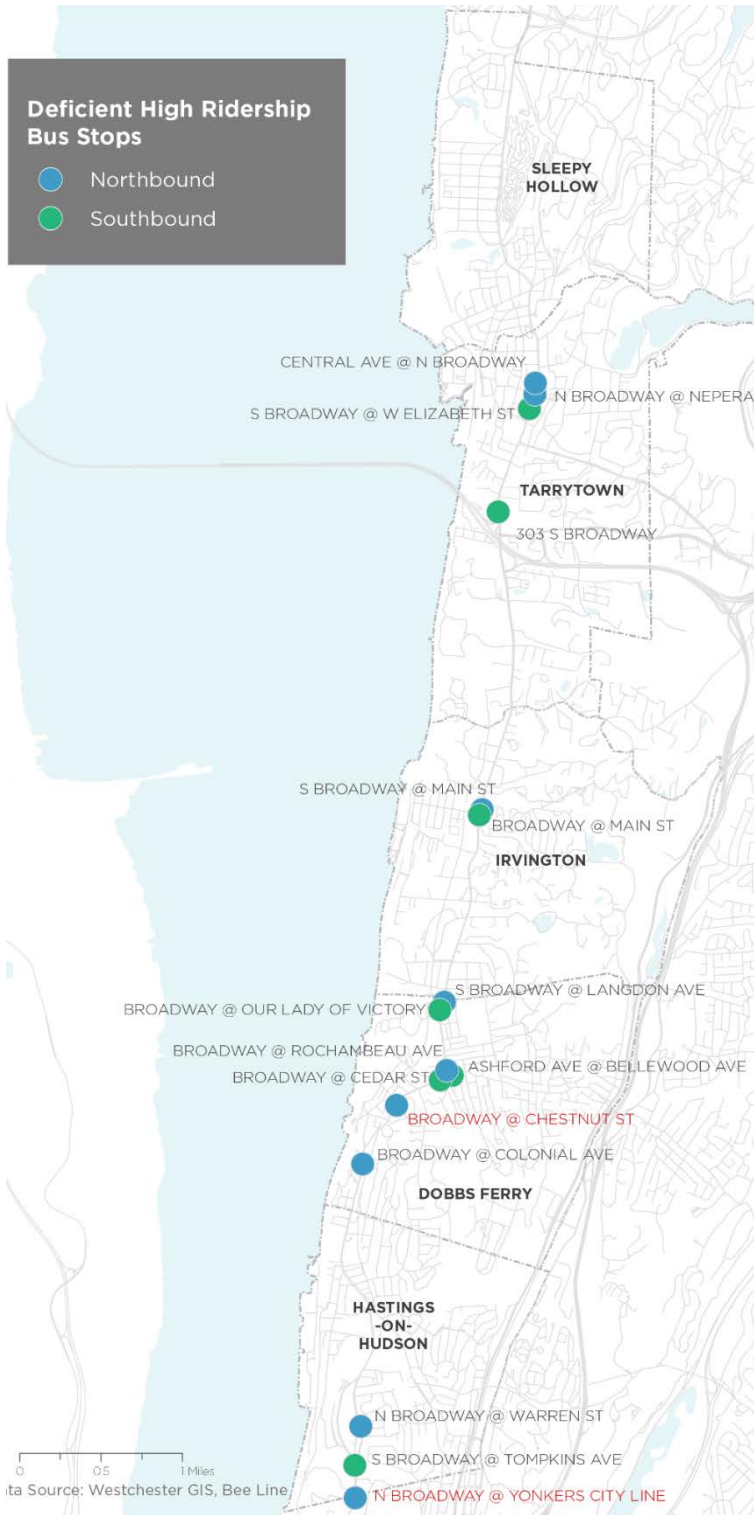 Deficient High Ridership
Bus Stops
Northbound
Southbound
SLEEPY
HOLLOW
CENTRAL AVE @ N BROADWAY
N BROADWAY @ NEPERA
S BROADWAY @ W ELIZABETH ST
TARRYTOWN
303 S BROADWAY
S BROADWAY @ MAIN ST
BROADWAY @ MAIN ST
IRVINGTON
S BROADWAY @ LANGDON AVE
BROADWAY @ OUR LADY OF VICTORY
BROADWAY @ ROCHAMBEAU AVE
ASHFORD AVE @ BELLEWOOD AVE
BROADWAY @ CEDAR ST
BROADWAY @ CHESTNUT ST
BROADWAY @ COLONIAL AVE
DOBBS FERRY
HASTINGS
-ON-
HUDSON
N BROADWAY @ WARREN ST
S BROADWAY @ TOMPKINS AVE
0 0.5 1 Miles
ta Source: Westchester GIS, Bee Line
N BROADWAY @ YONKERS CITY LINE